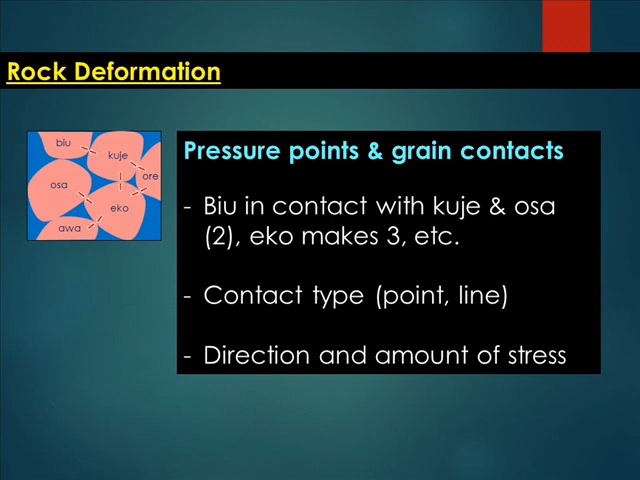 Rock Deformation
biu
kuje
ore
osa
eko
awa
Pressure points & grain contacts
- Biu in contact with kuje & osa
(2), eko makes 3, etc.
- Contact type (point, line)
- Direction and amount of stress